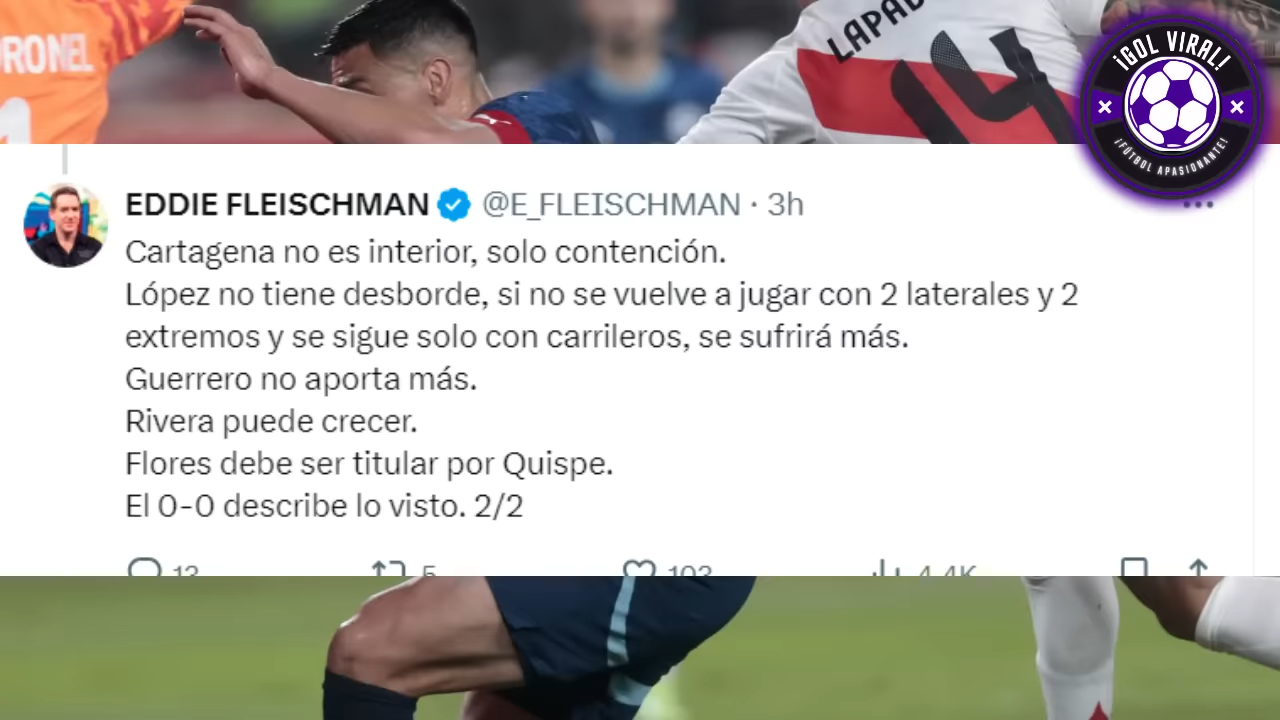 LAPAD
14
¡GOL VIRAL!
¡FÚTBOL APASIONANTE!
EDDIE FLEISCHMAN @E_FLEISCHMAN · 3h
Cartagena no es interior, solo contención.
López no tiene desborde, si no se vuelve a jugar con 2 laterales y 2
extremos y se sigue solo con carrileros, se sufrirá más.
Guerrero no aporta más.
Rivera puede crecer.
Flores debe ser titular por Quispe.
El 0-0 describe lo visto. 2/2